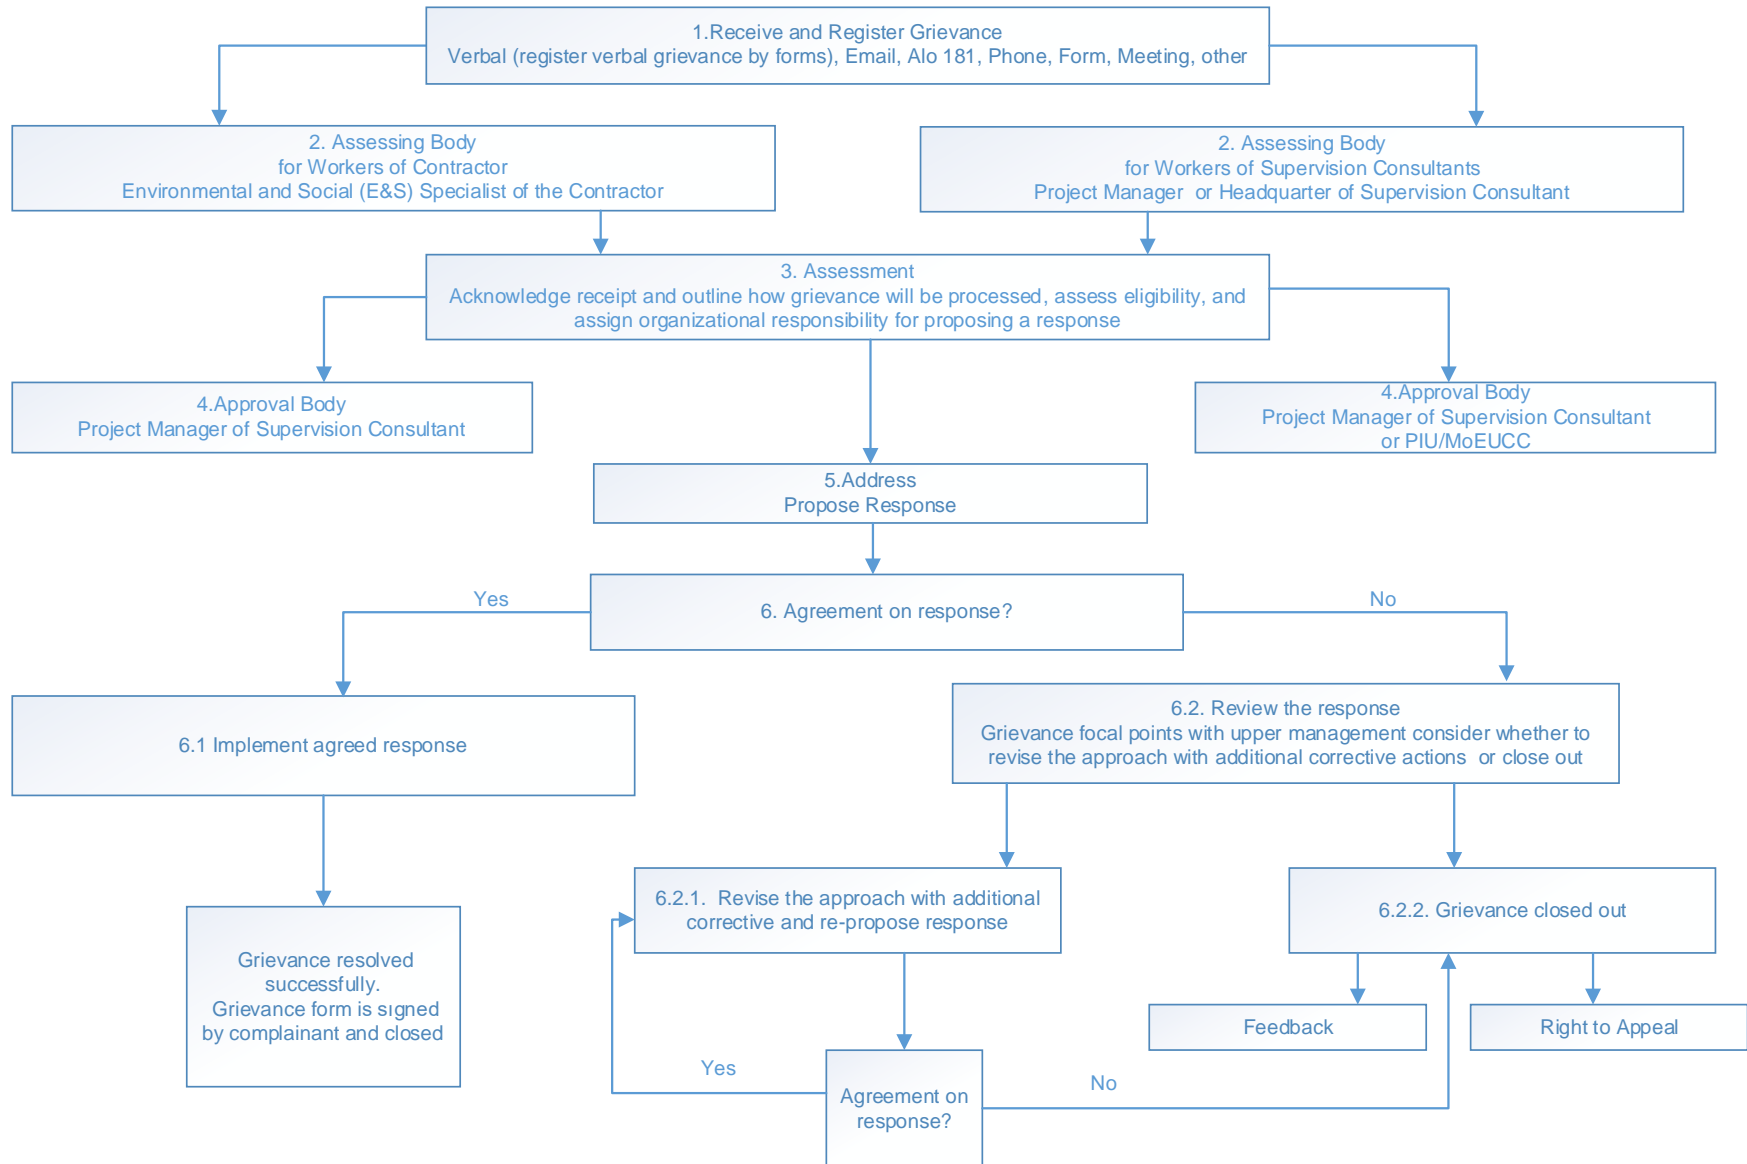 1.Receive and Register Grievance
Verbal (register verbal grievance by forms), Email, Alo 181, Phone, Form, Meeting, other
2. Assessing Body
for Workers of Contractor
Environmental and Social (E&S) Specialist of the Contractor
2. Assessing Body
for Workers of Supervision Consultants
Project Manager or Headquarter of Supervision Consultant
3. Assessment
Acknowledge receipt and outline how grievance will be processed, assess eligibility, and
assign organizational responsibility for proposing a response
4.Approval Body
Project Manager of Supervision Consultant
4.Approval Body
Project Manager of Supervision Consultant
or PIU/MoEUCC
5.Address
Propose Response
6. Agreement on response?
Yes
No
6.1 Implement agreed response
6.2. Review the response
Grievance focal points with upper management consider whether to
revise the approach with additional corrective actions or close out
6.2.1. Revise the approach with additional
corrective and re-propose response
6.2.2. Grievance closed out
Grievance resolved
successfully.
Grievance form is sıgned
by complainant and closed
Feedback
Right to Appeal
Yes
No
Agreement on
response?